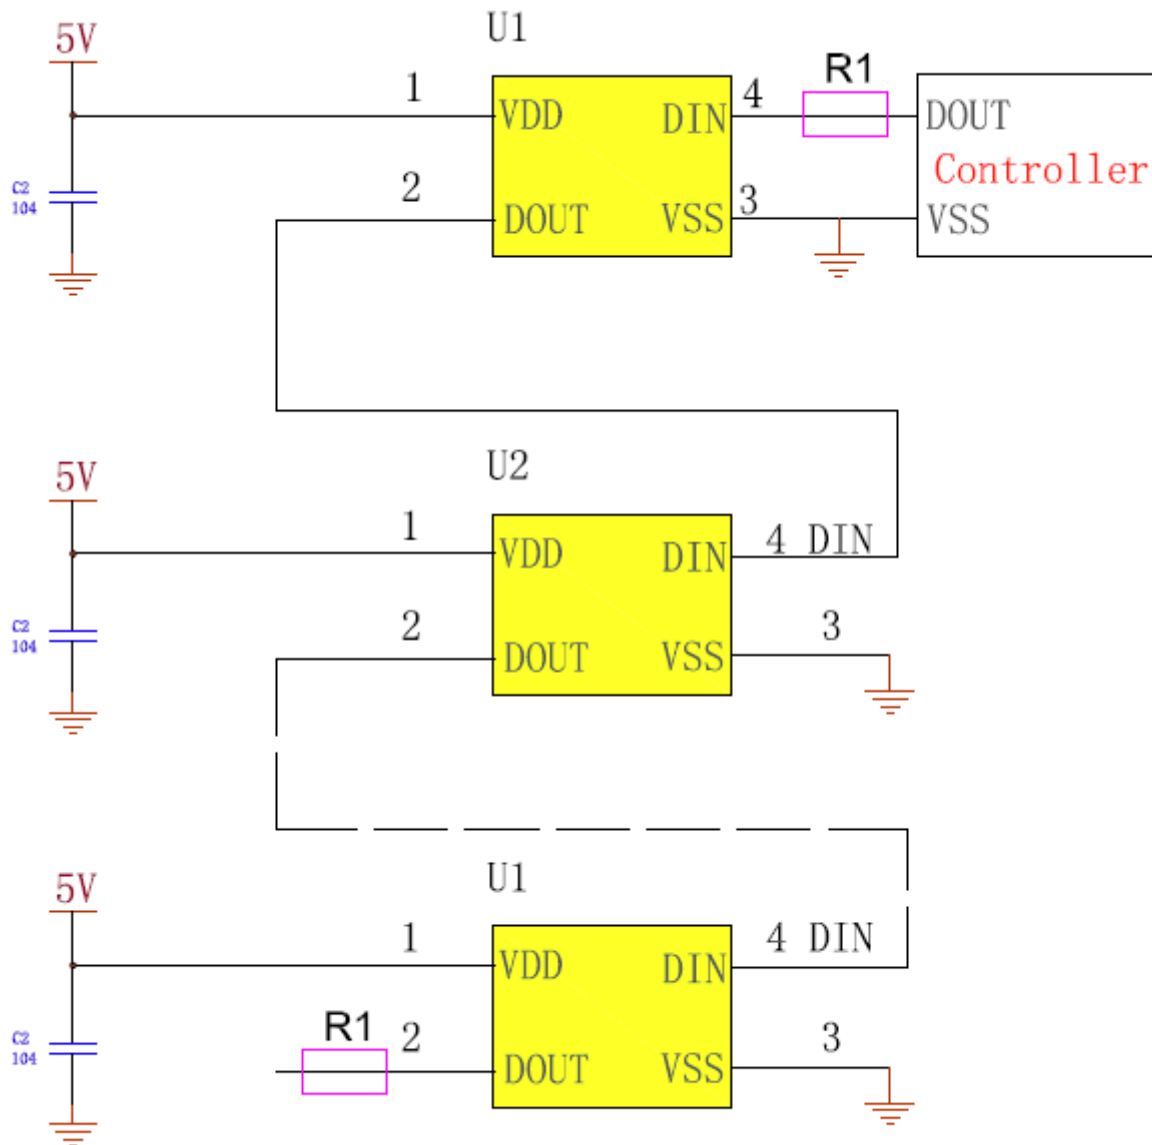 U1
5V
1
VDD
DIN
4
R1
DOUT
Controller
C2
104
2
DOUT
VSS
3
VSS
U2
5V
1
VDD
DIN
4 DIN
C2
104
2
DOUT
VSS
3
U1
5V
1
VDD
DIN
4 DIN
C2
104
R1
2
DOUT
VSS
3